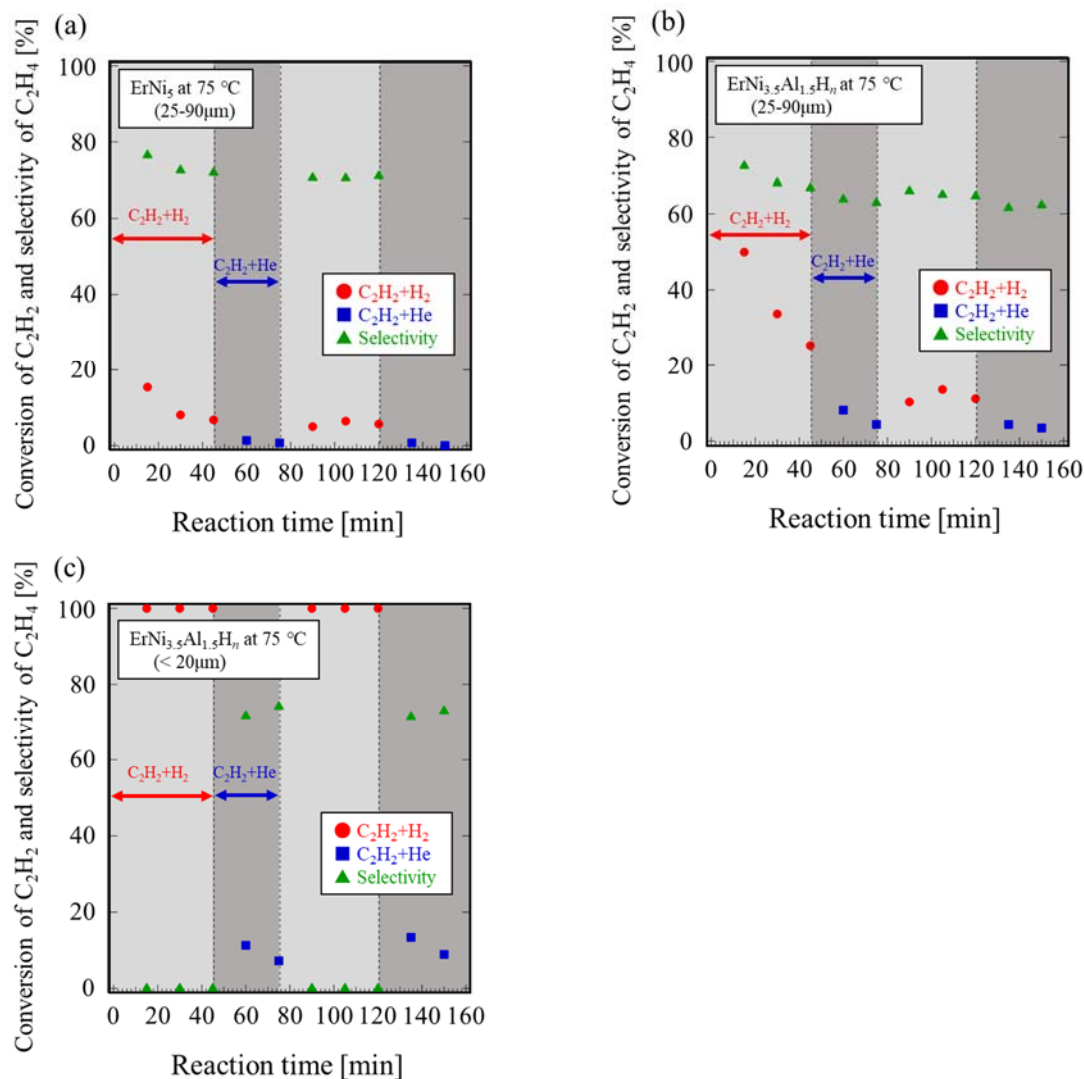 (a)
Conversion of C₂H₂ and selectivity of C₂H₄ [%]
100
80
60
40
20
0
ErNi₅ at 75 °C
(25-90μm)
C₂H₂+H₂
C₂H₂+He
C₂H₂+H₂
C₂H₂+He
Selectivity
0 20 40 60 80 100 120 140 160
Reaction time [min]
(b)
Conversion of C₂H₂ and selectivity of C₂H₄ [%]
100
80
60
40
20
0
ErNi₃.₅Al₁.₅Hₙ at 75 °C
(25-90μm)
C₂H₂+H₂
C₂H₂+He
C₂H₂+H₂
C₂H₂+He
Selectivity
0 20 40 60 80 100 120 140 160
Reaction time [min]
(c)
Conversion of C₂H₂ and selectivity of C₂H₄ [%]
100
80
60
40
20
0
ErNi₃.₅Al₁.₅Hₙ at 75 °C
(< 20μm)
C₂H₂+H₂
C₂H₂+He
C₂H₂+H₂
C₂H₂+He
Selectivity
0 20 40 60 80 100 120 140 160
Reaction time [min]